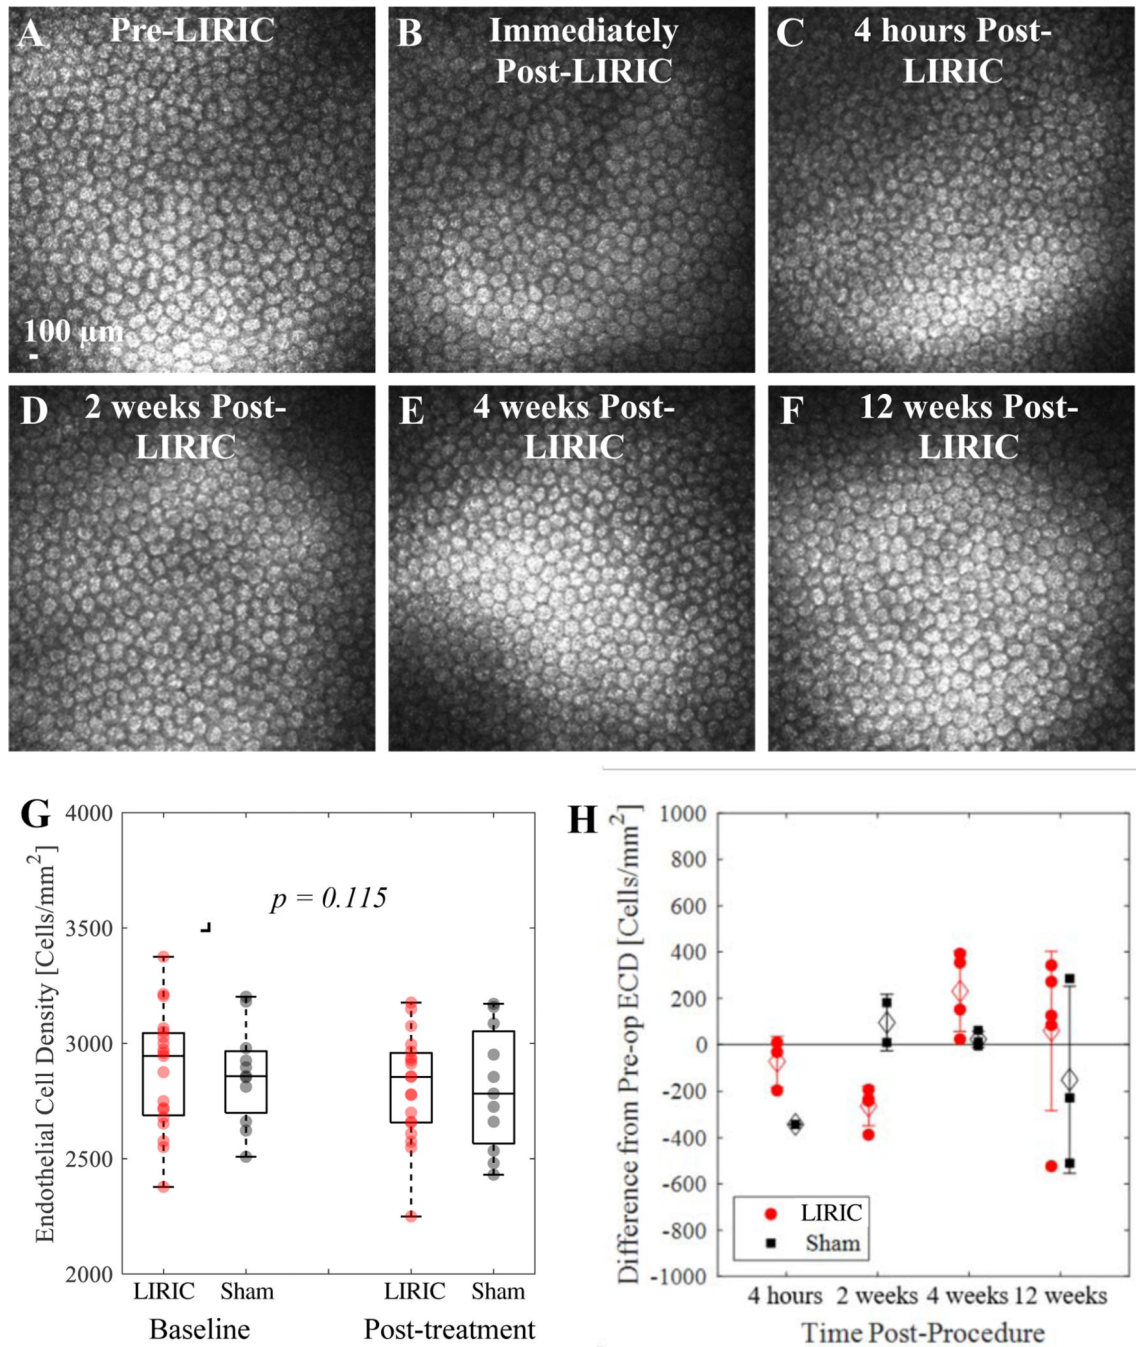 A Pre-LIRIC
B Immediately
Post-LIRIC
C 4 hours Post-
LIRIC
100 µm
D 2 weeks Post-
LIRIC
E 4 weeks Post-
LIRIC
F 12 weeks Post-
LIRIC
G
Endothelial Cell Density [Cells/mm²]
4000
3500
3000
2500
2000
p = 0.115
LIRIC Sham LIRIC Sham
Baseline Post-treatment
H
Difference from Pre-op ECD [Cells/mm²]
1000
800
600
400
200
0
-200
-400
-600
-800
-1000
LIRIC
Sham
4 hours 2 weeks 4 weeks 12 weeks
Time Post-Procedure